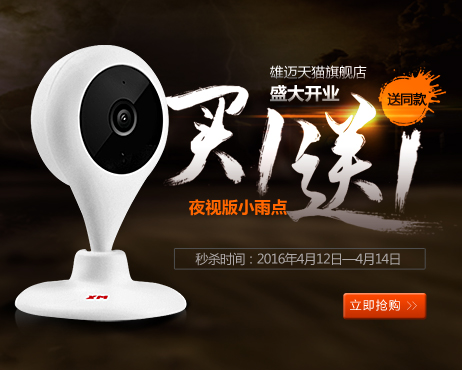 雄迈天猫旗舰店
盛大开业
送同款
买1送1
夜视版小雨点
秒杀时间：2016年4月12日—4月14日
立即抢购 >>
XM